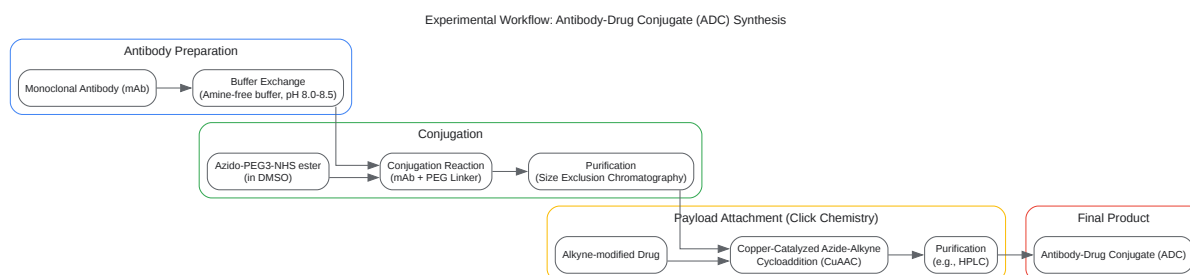 Experimental Workflow: Antibody-Drug Conjugate (ADC) Synthesis
Antibody Preparation
Monoclonal Antibody (mAb)
Buffer Exchange
(Amine-free buffer, pH 8.0-8.5)
Conjugation
Azido-PEG3-NHS ester
(in DMSO)
Conjugation Reaction
(mAb + PEG Linker)
Purification
(Size Exclusion Chromatography)
Payload Attachment (Click Chemistry)
Alkyne-modified Drug
Copper-Catalyzed Azide-Alkyne
Cycloaddition (CuAAC)
Purification
(e.g., HPLC)
Final Product
Antibody-Drug Conjugate (ADC)